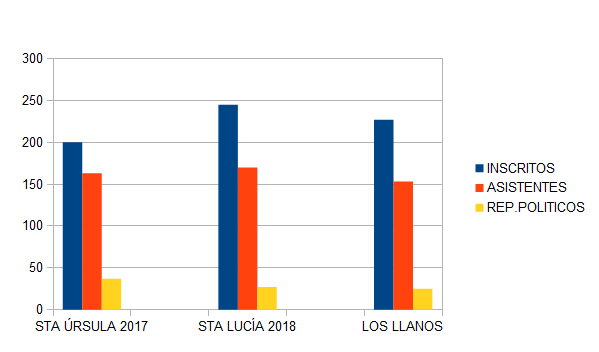 300
250
200
150
100
50
0
STA ÚRSULA 2017 STA LUCÍA 2018 LOS LLANOS
INSCRITOS
ASISTENTES
REP.POLITICOS